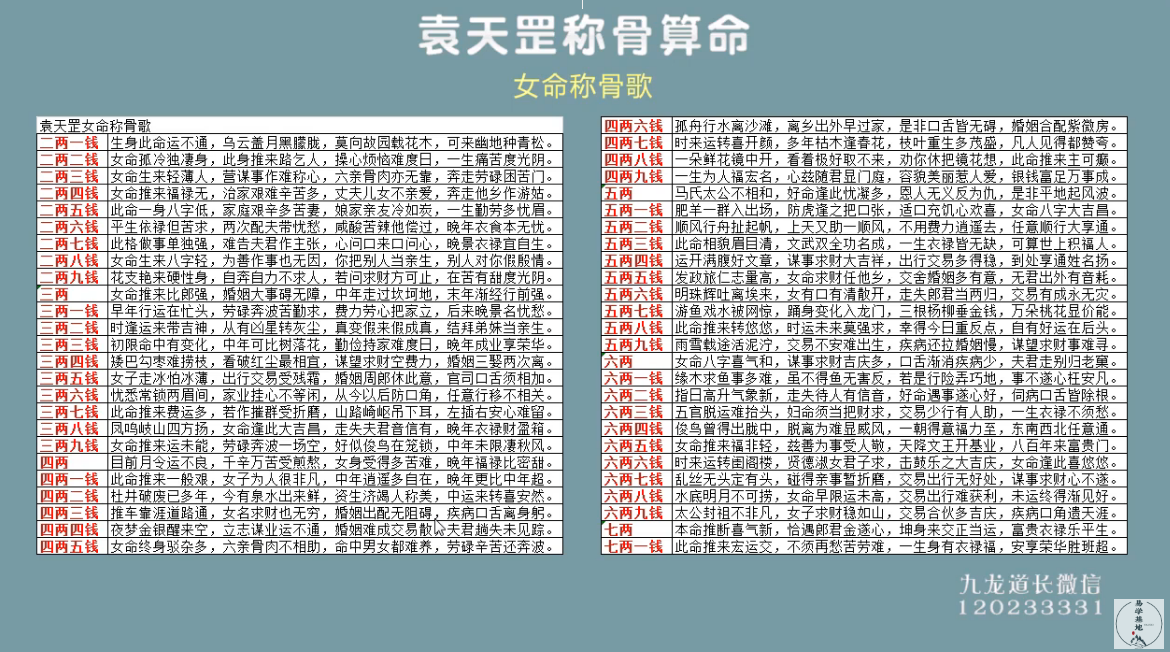 袁天罡称骨算命
女命称骨歌
袁天罡女命称骨歌
二两一钱 生身此命运不通，乌云盖月黑朦胧，莫向故园载花木，可来幽地种青松。
二两二钱 女命孤冷独凄身，此身推来路乞人，操心烦恼难度日，一生痛苦度光阴。
二两三钱 女命生来轻薄人，营谋事作难称心，六亲骨肉亦无靠，奔走劳碌困苦门。
二两四钱 女命推来福禄无，治家艰难辛苦多，丈夫儿女不亲爱，奔走他乡作游姑。
二两五钱 此命一身八字低，家庭艰辛多苦妻，娘家亲友冷如炭，一生勤劳多忧眉。
二两六钱 平生依禄但苦求，两次配夫带忧愁，咸酸苦辣他偿过，晚年衣食本无忧。
二两七钱 此格做事单独强，难告夫君作主张，心问口来口问心，晚景衣禄宜自生。
二两八钱 女命生来八字轻，为善作事也无因，你把别人当亲生，别人对你假殷情。
二两九钱 花支艳来硬性身，自奔自力不求人，若问求财方可止，在苦有甜度光阴。
三两 女命推来比郎强，婚姻大事碍无障，中年走过坎坷地，末年渐经行前强。
三两一钱 早年行运在忙头，劳碌奔波苦勤求，费力劳心把家立，后来晚景名忧愁。
三两二钱 时逢运来带吉神，从有凶星转灰尘，真变假来假成真，结拜弟妹当亲生。
三两三钱 初限命中有变化，中年可比树落花，勤俭持家难度日，晚年成业享荣华。
三两四钱 矮巴勾枣难捞枝，看破红尘最相宜，谋望求财空费力，婚姻三娶两次离。
三两五钱 女子走冰怕冰薄，出行交易受残霜，婚姻周郎休此意，官司口舌须相加。
三两六钱 忧悉常锁两眉间，家业挂心不等闲，从今以后防口角，任意行移不相关。
三两七钱 此命推来费运多，若作摧群受折磨，山路崎岖吊下耳，左插右安心难留。
三两八钱 凤鸣岐山四方扬，女命逢此大吉昌，走失夫君音信有，晚年衣禄财盈箱。
三两九钱 女命推来运未能，劳碌奔波一场空，好似俊鸟在笼锁，中年未限凄秋风。
四两 目前月令运不良，千辛万苦受煎熬，女身受得多苦难，晚年福禄比密甜。
四两一钱 此命推来一般艰，女子为人很非凡，中年逍遥多自在，晚年更比中年超。
四两二钱 杜井破废已多年，今有泉水出来鲜，资生济竭人称美，中运来转喜安然。
四两三钱 推车靠涯道路通，女名求财也无穷，婚姻出配无阻碍，疾病口舌离身躬。
四两四钱 夜梦金银醒来空，立志谋业运不通，婚姻难成交易散，夫君趟失未见踪。
四两五钱 女命终身驳杂多，六亲骨肉不相助，命中男女都难养，劳碌辛苦还奔波。
四两六钱 孤舟行水离沙滩，离乡出外早过家，是非口舌皆无碍，婚姻合配紫微房。
四两七钱 时来运转喜开颜，多年枯木逢春花，枝叶重生多茂盛，凡人见得都赞夸。
四两八钱 一朵鲜花镜中开，看着极好取不来，劝你休把镜花想，此命推来主可癫。
四两九钱 一生为人福宏名，心兹随君显门庭，容貌美丽惹人爱，银钱富足万事成。
五两 马氏太公不相和，好命逢此忧凝多，恩人无义反为仇，是非平地起风波。
五两一钱 肥羊一群入出场，防虎逢之把口张，适口充饥心欢喜，女命八字大吉昌。
五两二钱 顺风行舟扯起帆，上天又助一顺风，不用费力逍遥去，任意顺行大享通。
五两三钱 此命相貌眉目清，文武双全功名成，一生衣禄皆无缺，可算世上积福人。
五两四钱 运开满腹好文章，谋事求财大吉祥，出行交易多得稳，到处享通姓名扬。
五两五钱 发政旅仁志量高，女命求财任他乡，交舍婚姻多有意，无君出外有音耗。
五两六钱 明珠辉吐离埃来，女有口有清散开，走失郎君当两归，交易有成永无灾。
五两七钱 游鱼戏水被网惊，踊身变化入龙门，三根杨柳垂金钱，万朵桃花显价能。
五两八钱 此命推来转悠悠，时运未来莫强求，幸得今日重反点，自有好运在后头。
五两九钱 雨雪载途活泥泞，交易不安难出生，疾病还拉婚姻慢，谋望求财事难寻。
六两 女命八字喜气和，谋事求财吉庆多，口舌渐消疾病少，夫君走别归老窠。
六两一钱 缘木求鱼事多难，虽不得鱼无害反，若是行险弄巧地，事不遂心枉安凡。
六两二钱 指日高升气象新，走失待人有信音，好命遇事遂心好，伺病口舌皆除根。
六两三钱 五官脱运难抬头，妇命须当把财求，交易少行有人助，一生衣禄不须愁。
六两四钱 俊鸟曾得出胧中，脱离为难显威风，一朝得意福力至，东南西北任意通。
六两五钱 女命推来福非轻，兹善为事受人敬，天降文王开基业，八百年来富贵门。
六两六钱 时来运转闺阁楼，贤德淑女君子求，击鼓乐之大吉庆，女命逢此喜悠悠。
六两七钱 乱丝无头定有头，碰得亲事暂折磨，交易出行无好处，谋事求财心不遂。
六两八钱 水底明月不可捞，女命早限运未高，交易出行难获利，未运终得渐见好。
六两九钱 太公封祖不非凡，女子求财稳如山，交易合伙多吉庆，疾病口角遗天涯。
七两 本命推断喜气新，恰遇郎君金遂心，坤身来交正当运，富贵衣禄乐平生。
七两一钱 此命推来宏运交，不须再愁苦劳难，一生身有衣禄福，安享荣华胜班超。
九龙道长微信
120233331
易学基地